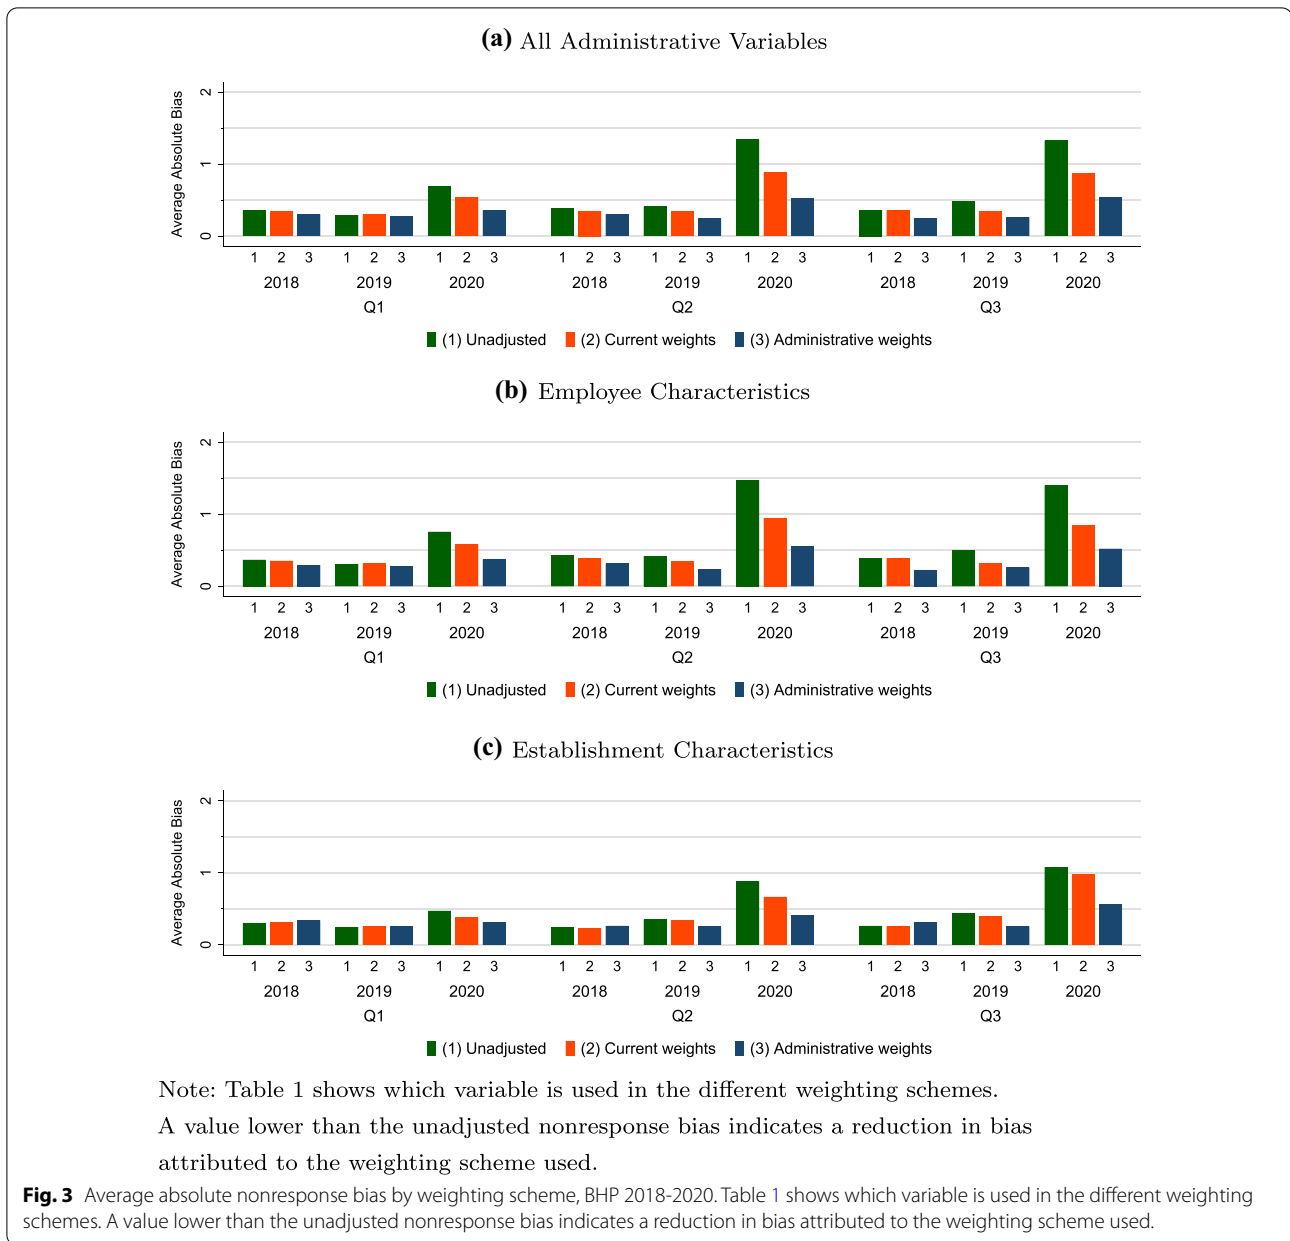 (a) All Administrative Variables
Average Absolute Bias
2
1
0
1 2 3 1 2 3 1 2 3 1 2 3 1 2 3 1 2 3 1 2 3 1 2 3 1 2 3
2018 2019 2020 2018 2019 2020 2018 2019 2020
Q1 Q2 Q3
(1) Unadjusted (2) Current weights (3) Administrative weights
(b) Employee Characteristics
Average Absolute Bias
2
1
0
1 2 3 1 2 3 1 2 3 1 2 3 1 2 3 1 2 3 1 2 3 1 2 3 1 2 3
2018 2019 2020 2018 2019 2020 2018 2019 2020
Q1 Q2 Q3
(1) Unadjusted (2) Current weights (3) Administrative weights
(c) Establishment Characteristics
Average Absolute Bias
2
1
0
1 2 3 1 2 3 1 2 3 1 2 3 1 2 3 1 2 3 1 2 3 1 2 3 1 2 3
2018 2019 2020 2018 2019 2020 2018 2019 2020
Q1 Q2 Q3
(1) Unadjusted (2) Current weights (3) Administrative weights
Note: Table 1 shows which variable is used in the different weighting schemes.
A value lower than the unadjusted nonresponse bias indicates a reduction in bias
attributed to the weighting scheme used.
Fig. 3 Average absolute nonresponse bias by weighting scheme, BHP 2018-2020. Table 1 shows which variable is used in the different weighting
schemes. A value lower than the unadjusted nonresponse bias indicates a reduction in bias attributed to the weighting scheme used.